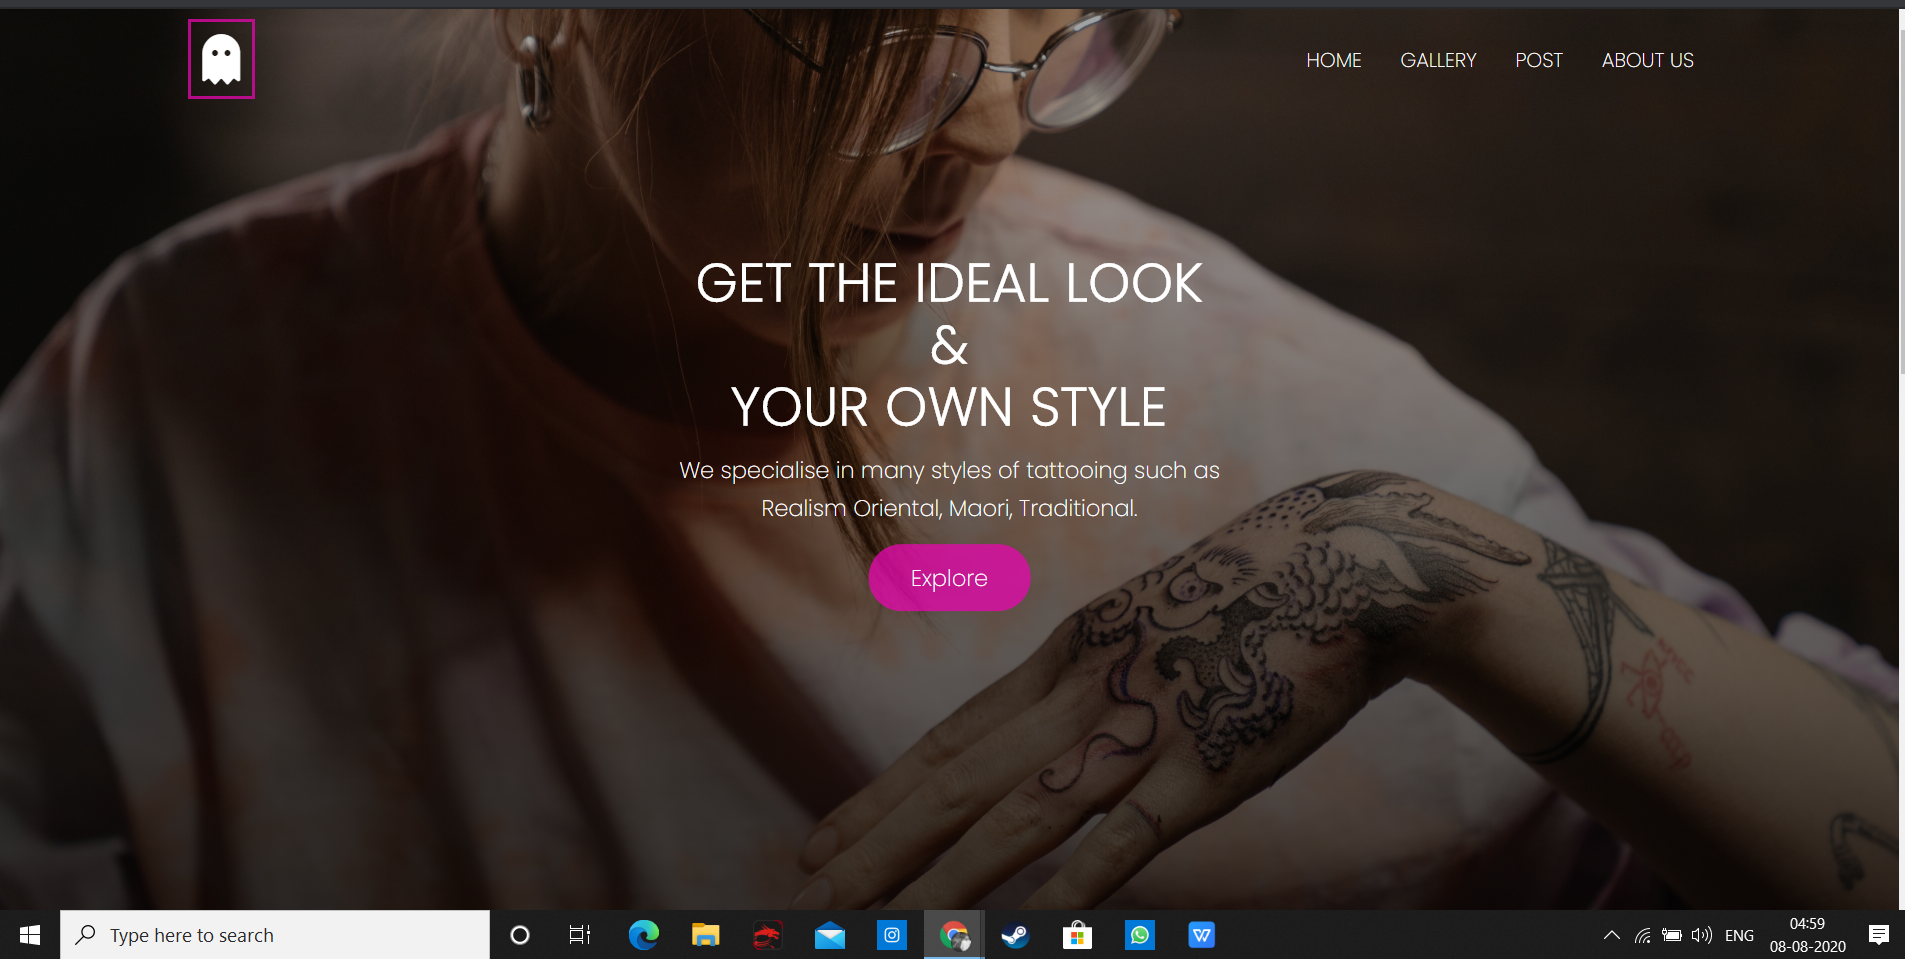 HOME GALLERY POST ABOUT US
GET THE IDEAL LOOK
&
YOUR OWN STYLE
We specialise in many styles of tattooing such as
Realism Oriental, Maori, Traditional.
Explore
Type here to search
ENG
04:59
08-08-2020